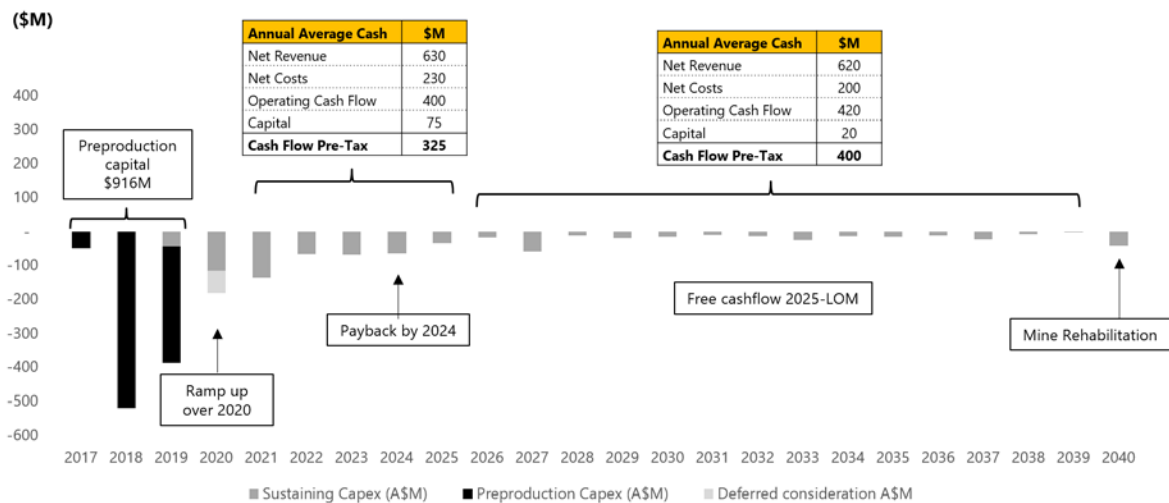 ($M)
Annual Average Cash $M
Net Revenue 630
Net Costs 230
Operating Cash Flow 400
Capital 75
Cash Flow Pre-Tax 325
Annual Average Cash $M
Net Revenue 620
Net Costs 200
Operating Cash Flow 420
Capital 20
Cash Flow Pre-Tax 400
400
300
200
100
-
-100
-200
-300
-400
-500
-600
Preproduction
capital
$916M
Ramp up
over 2020
Payback by 2024
Free cashflow 2025-LOM
Mine Rehabilitation
2017 2018 2019 2020 2021 2022 2023 2024 2025 2026 2027 2028 2029 2030 2031 2032 2033 2034 2035 2036 2037 2038 2039 2040
Sustaining Capex (A$M) Preproduction Capex (A$M) Deferred consideration A$M